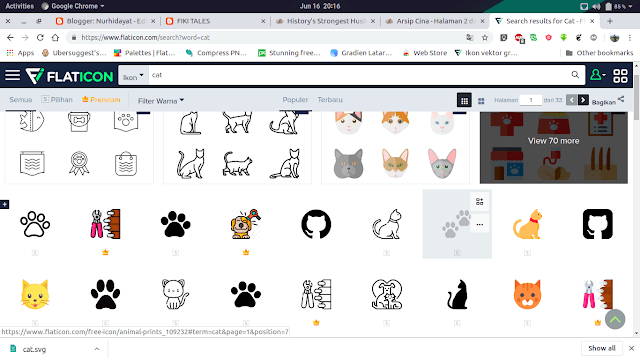 Activities Google Chrome Jun 16 20:16 85 %
Blogger: Nurhidayat - Ed FIKI TALES History's Strongest Hus Arsip Cina - Halaman 2 da Search results for Cat - F
https://www.flaticon.com/search?word=cat
Ubersuggest's... Palettes | Flat... Compress PN... Stunning free... Gradien Latar... Web Store Ikon vektor gr... Other bookmarks
FLATICON Ikon cat
Semua Pilihan Premium Filter Warna Populer Terbaru Halaman 1 dari 33 Bagikan
View 70 more
S S S S S
S S S S S S
https://www.flaticon.com/free-icon/animal-prints_109232#term=cat&page=1&position=7
cat.svg Show all